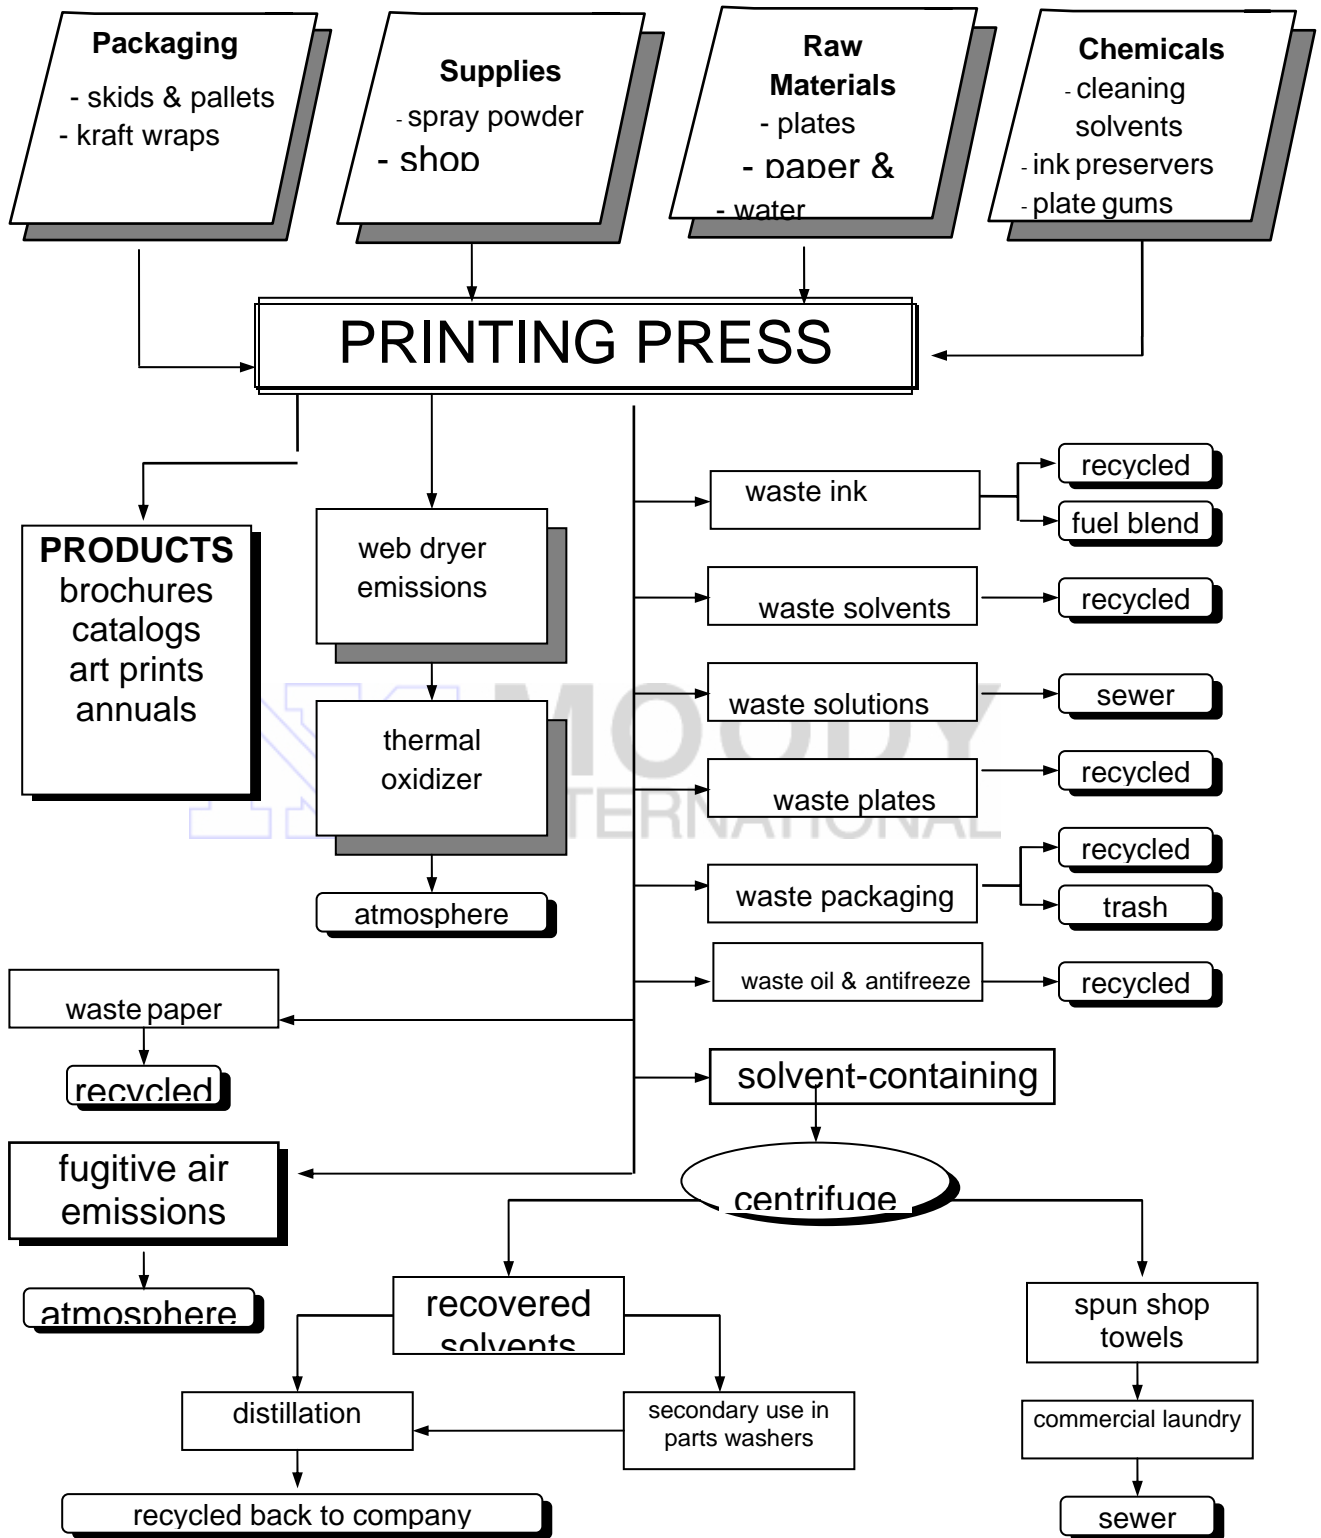 Packaging
- skids & pallets
- kraft wraps
Supplies
- spray powder
- shop
Raw
Materials
- plates
- paper &
- water
Chemicals
- cleaning
solvents
- ink preservers
- plate gums
PRINTING PRESS
PRODUCTS
brochures
catalogs
art prints
annuals
web dryer
emissions
thermal
oxidizer
atmosphere
waste ink
recycled
fuel blend
waste solvents
recycled
waste solutions
sewer
waste plates
recycled
waste packaging
recycled
trash
waste oil & antifreeze
recycled
MOODY
INTERNATIONAL
waste paper
recycled
fugitive air
emissions
atmosphere
solvent-containing
centrifuge
recovered
solvents
spun shop
towels
distillation
secondary use in
parts washers
commercial laundry
recycled back to company
sewer